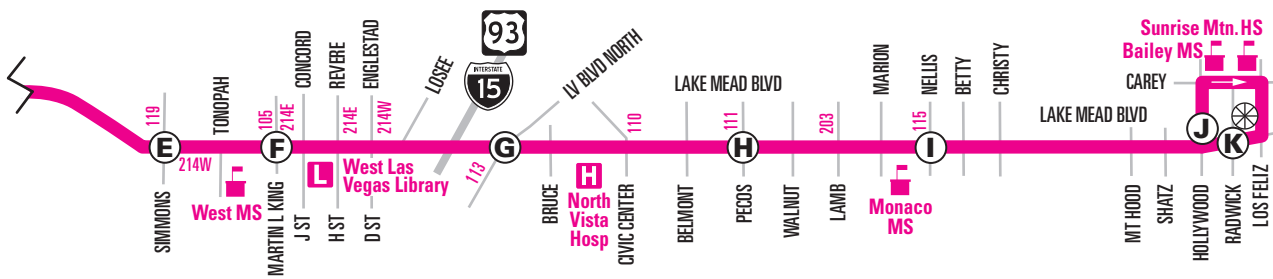 119
E
SIMMONS
214W
TONOPAH
West MS
105
214E
F
MARTIN L KING
CONCORD
J ST
L
West Las
Vegas Library
REVERE
214E
H ST
ENGLESTAD
214W
D ST
LOSEE
93
INTERSTATE
15
113
G
LV BLVD NORTH
BRUCE
H
North
Vista
Hosp
110
CIVIC CENTER
LAKE MEAD BLVD
BELMONT
111
H
PECOS
WALNUT
203
LAMB
MARION
Monaco
MS
NELLIS
115
I
BETTY
CHRISTY
LAKE MEAD BLVD
MT HOOD
SHATZ
Sunrise Mtn. HS
Bailey MS
CAREY
J
HOLLYWOOD
K
RADWICK
LOS FELIZ